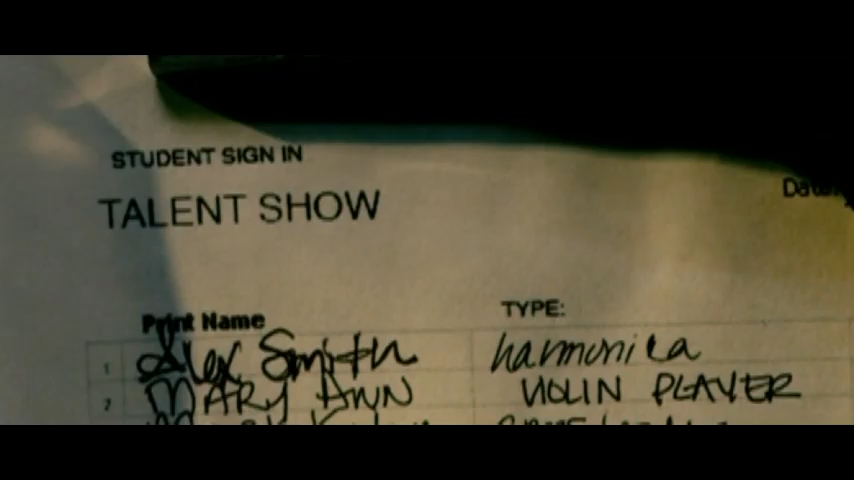 STUDENT SIGN IN
TALENT SHOW
Print Name TYPE:
1 Alex Smith harmonica
2 MARY ANN VIOLIN PLAYER